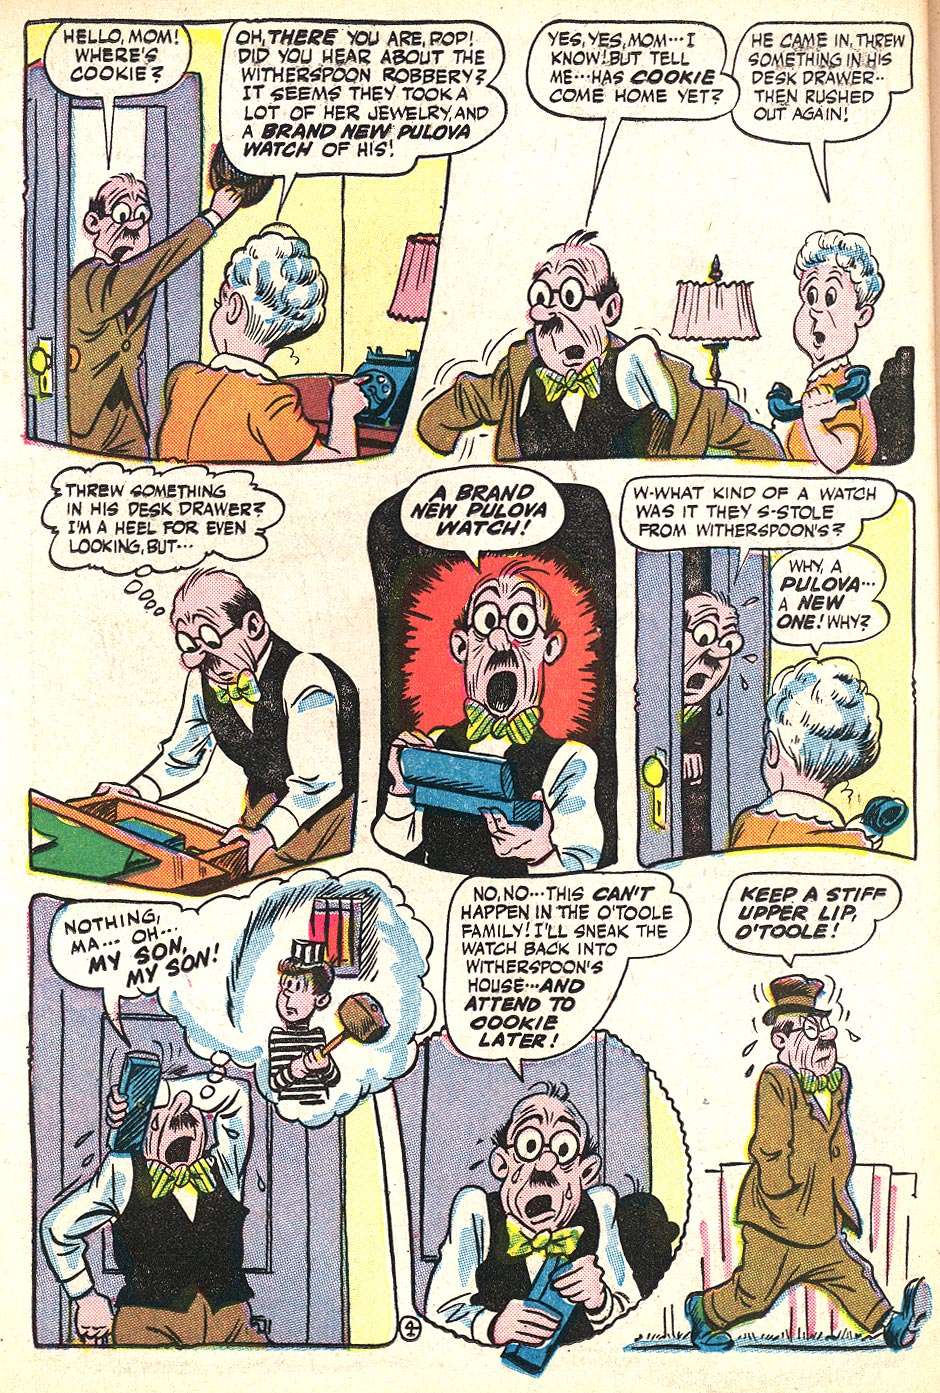 HELLO, MOM!
WHERE'S
COOKIE?
OH, THERE YOU ARE, POP!
DID YOU HEAR ABOUT THE
WITHERSPOON ROBBERY?
IT SEEMS THEY TOOK A
LOT OF HER JEWELRY, AND
A BRAND NEW PULOVA
WATCH OF HIS!
YES, YES, MOM...I
KNOW! BUT TELL
ME...HAS COOKIE
COME HOME YET?
HE CAME IN, THREW
SOMETHING IN HIS
DESK DRAWER..
THEN RUSHED
OUT AGAIN!
THREW SOMETHING
IN HIS DESK DRAWER?
I'M A HEEL FOR EVEN
LOOKING, BUT...
A BRAND
NEW PULOVA
WATCH!
W-WHAT KIND OF A WATCH
WAS IT THEY S-STOLE
FROM WITHERSPOON'S?
WHY, A
PULOVA...
A NEW
ONE! WHY?
NOTHING,
MA... OH...
MY SON,
MY SON!
NO, NO...THIS CAN'T
HAPPEN IN THE O'TOOLE
FAMILY! I'LL SNEAK THE
WATCH BACK INTO
WITHERSPOON'S
HOUSE...AND
ATTEND TO
COOKIE
LATER!
KEEP A STIFF
UPPER LIP,
O'TOOLE!
4